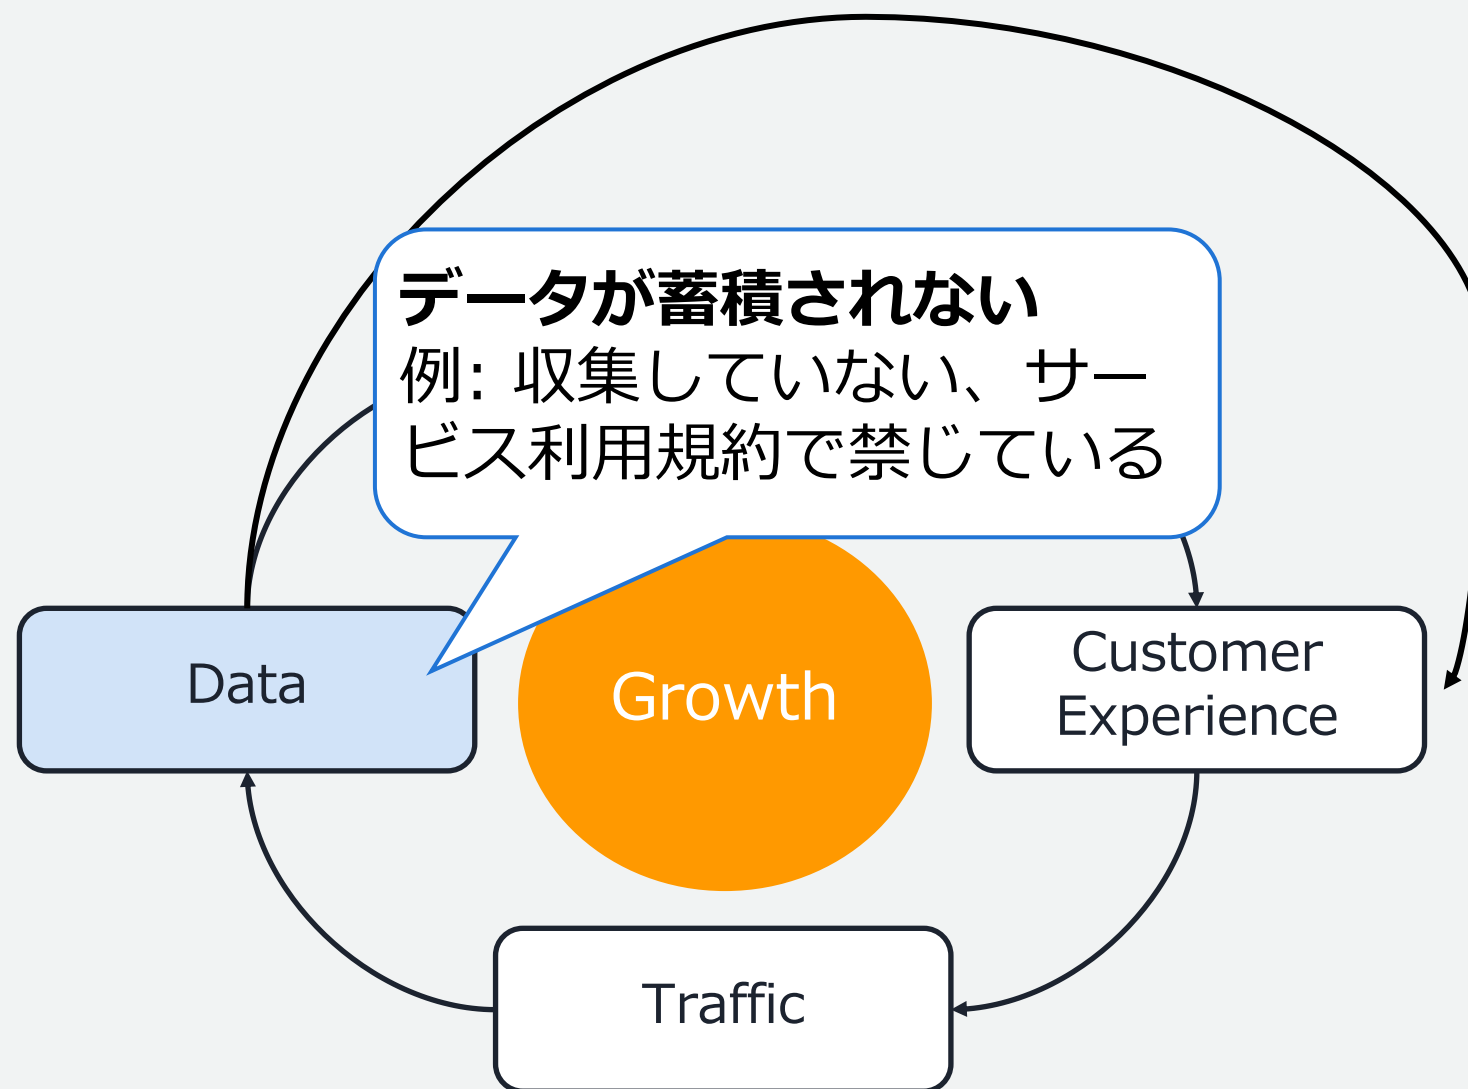 データが蓄積されない
例: 収集していない、サー
ビス利用規約で禁じている
Data
Growth
Customer
Experience
Traffic